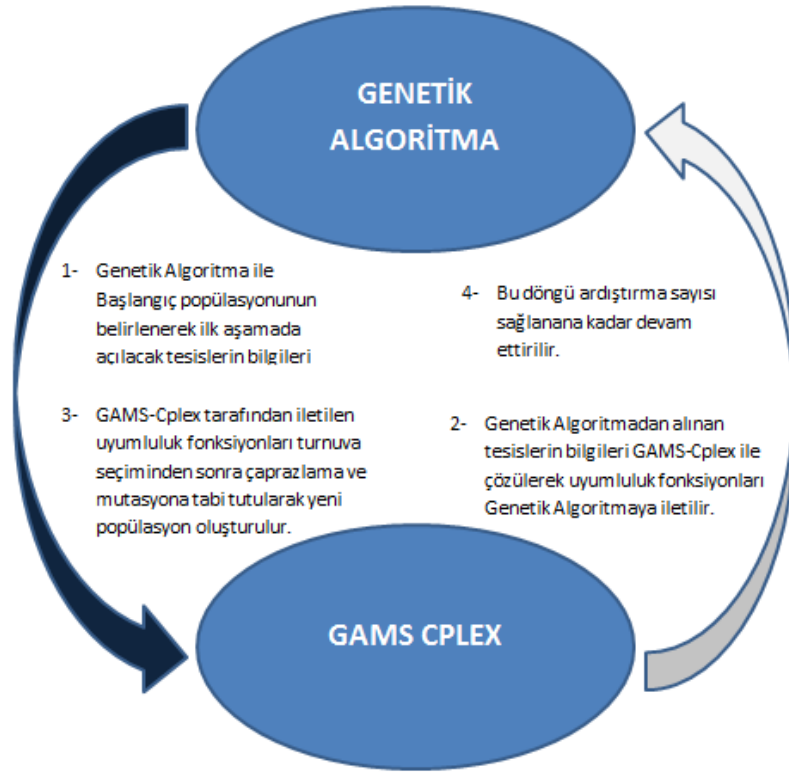 GENETİK
ALGORİTMA
1- Genetik Algoritma ile
Başlangıç popülasyonunun
belirlenerek ilk aşamada
açılacak tesislerin bilgileri
4- Bu döngü ardıştırma sayısı
sağlanana kadar devam
ettirilir.
3- GAMS-Cplex tarafından iletilen
uyumluluk fonksiyonları turnuva
seçiminden sonra çaprazlama ve
mutasyona tabi tutularak yeni
popülasyon oluşturulur.
2- Genetik Algoritmadan alınan
tesislerin bilgileri GAMS-Cplex ile
çözülerek uyumluluk fonksiyonları
Genetik Algoritmaya iletilir.
GAMS CPLEX